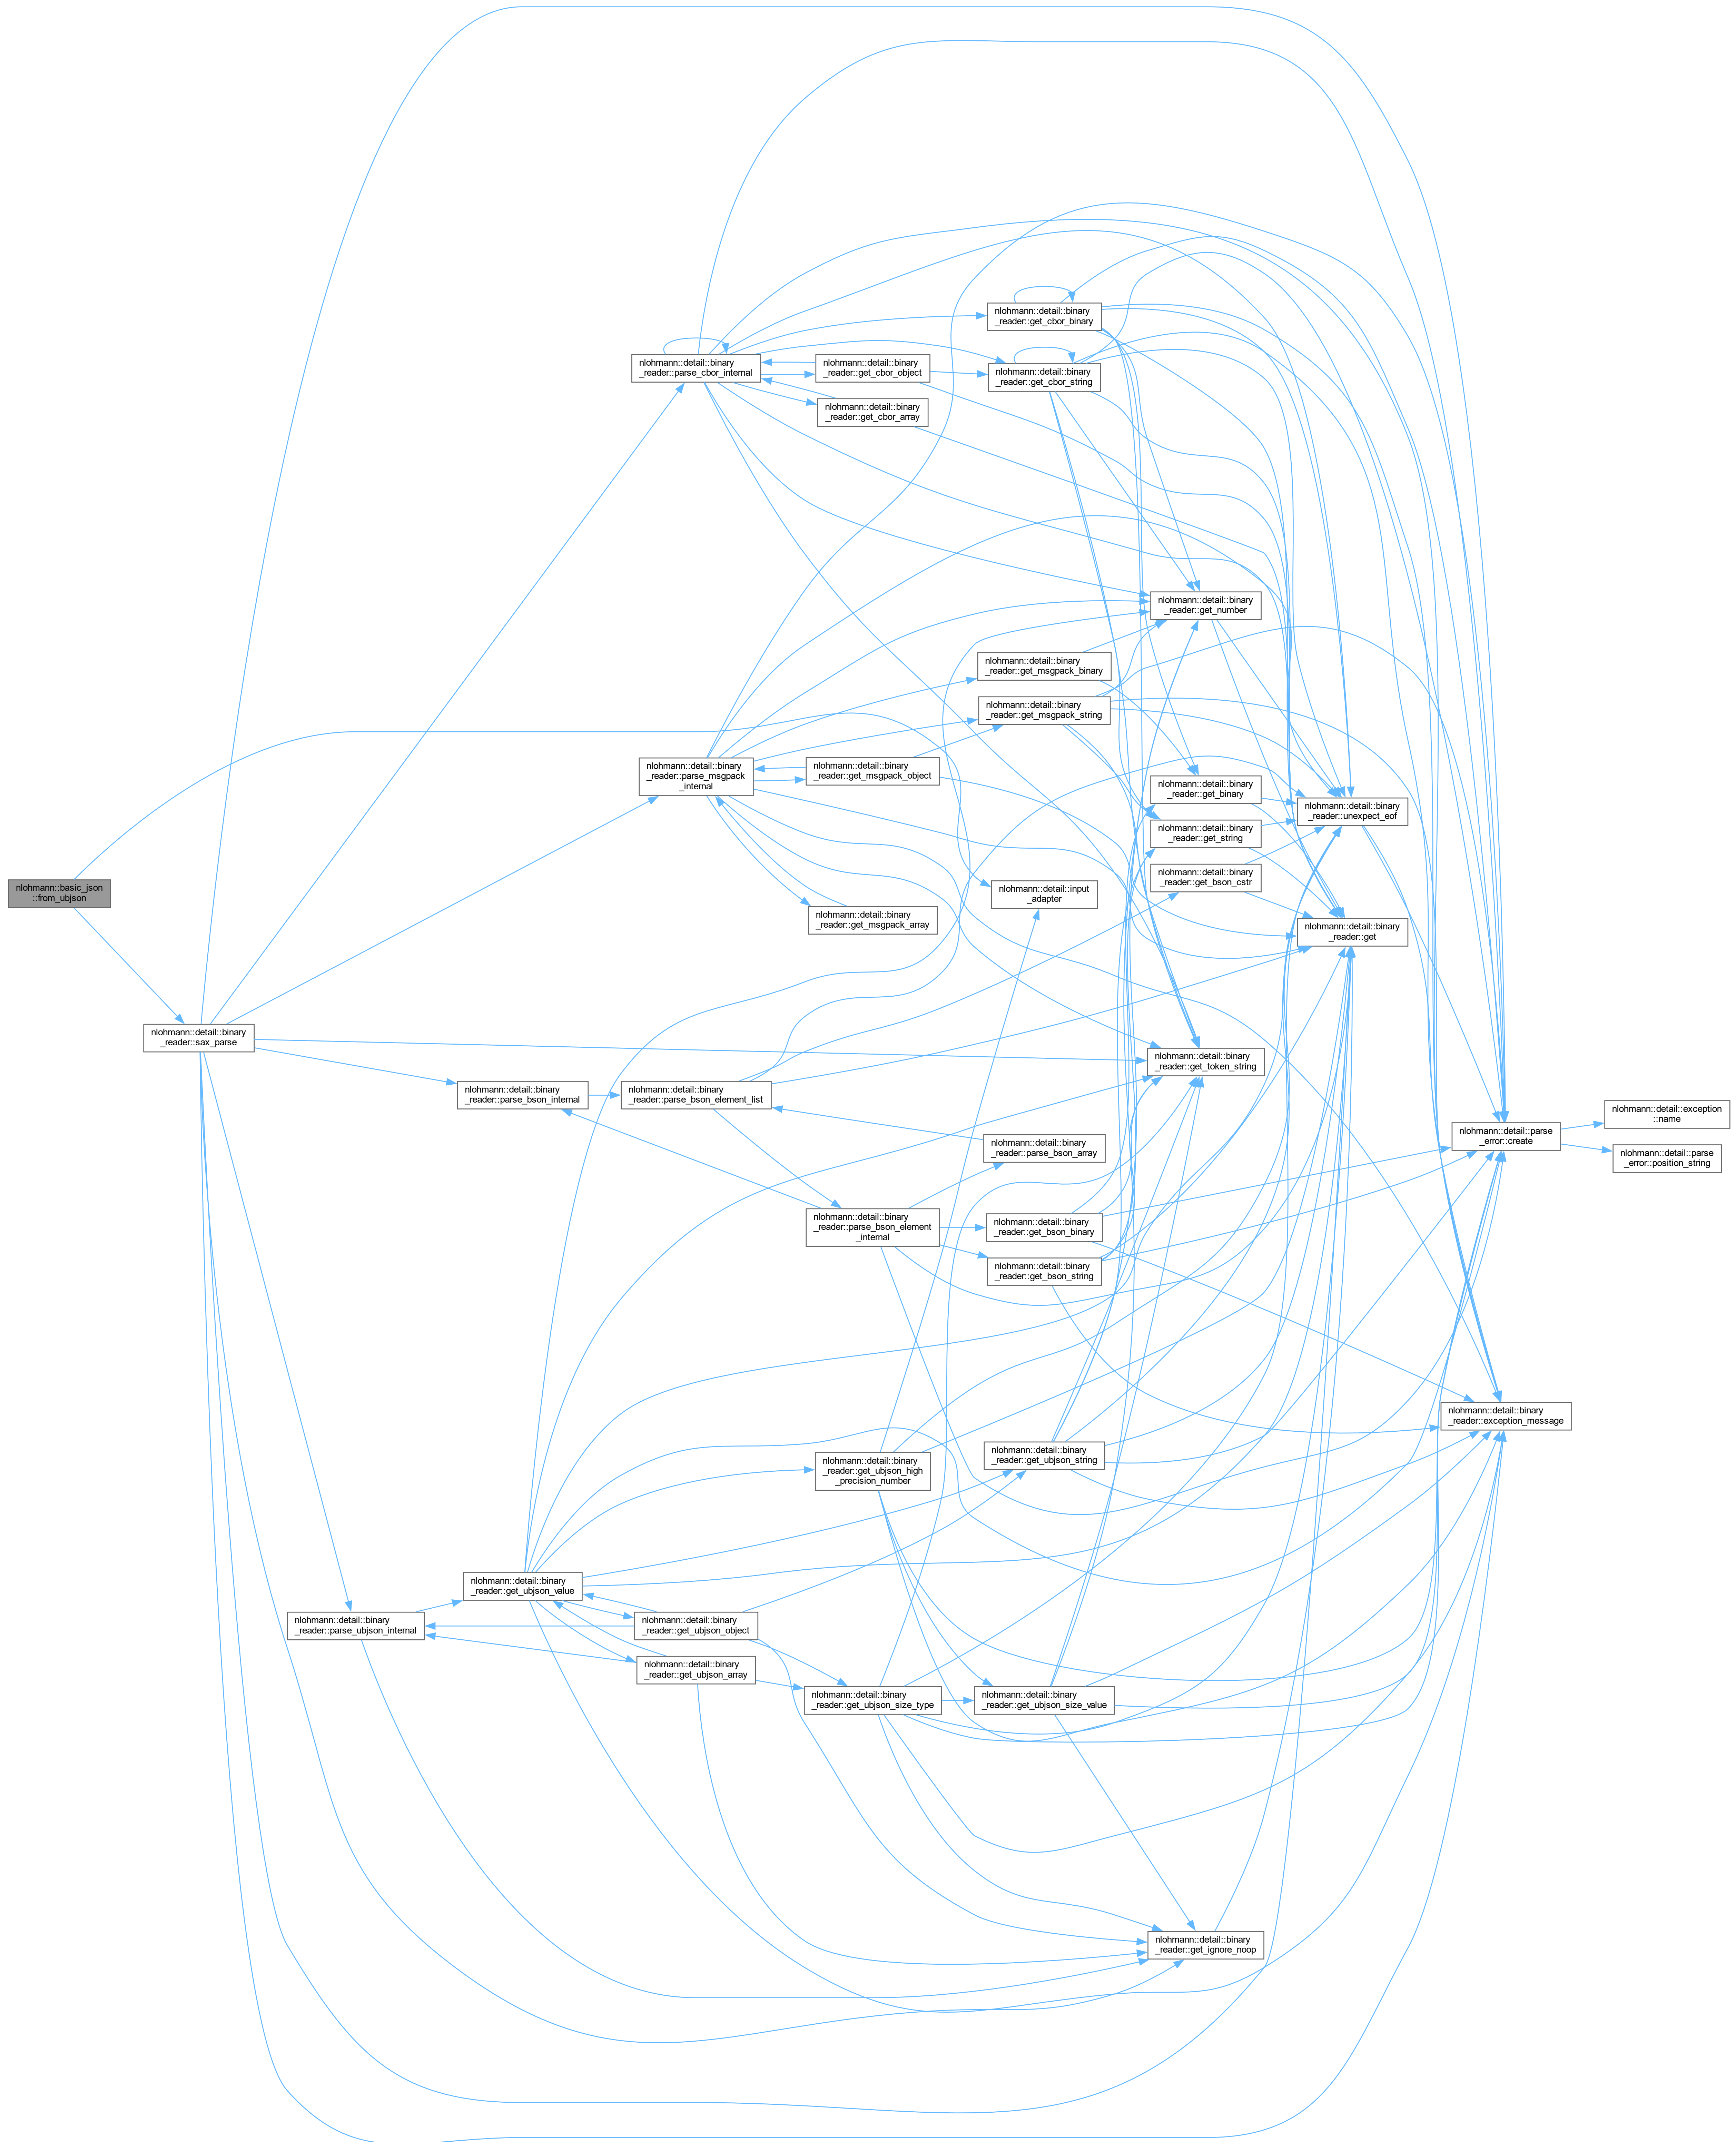 nlohmann::basic_json
::from_ubjson
nlohmann::detail::binary
_reader::sax_parse
nlohmann::detail::binary
_reader::parse_ubjson_internal
nlohmann::detail::binary
_reader::parse_bson_internal
nlohmann::detail::binary
_reader::get_ubjson_value
nlohmann::detail::binary
_reader::parse_cbor_internal
nlohmann::detail::binary
_reader::parse_msgpack
_internal
nlohmann::detail::binary
_reader::parse_bson_element_list
nlohmann::detail::binary
_reader::get_ubjson_object
nlohmann::detail::binary
_reader::get_ubjson_array
nlohmann::detail::binary
_reader::get_cbor_object
nlohmann::detail::binary
_reader::get_cbor_array
nlohmann::detail::binary
_reader::get_msgpack_object
nlohmann::detail::binary
_reader::get_msgpack_array
nlohmann::detail::binary
_reader::parse_bson_element
_internal
nlohmann::detail::binary
_reader::get_ubjson_high
_precision_number
nlohmann::detail::binary
_reader::get_ubjson_size_type
nlohmann::detail::binary
_reader::get_cbor_binary
nlohmann::detail::binary
_reader::get_cbor_string
nlohmann::detail::binary
_reader::get_msgpack_binary
nlohmann::detail::binary
_reader::get_msgpack_string
nlohmann::detail::input
_adapter
nlohmann::detail::binary
_reader::parse_bson_array
nlohmann::detail::binary
_reader::get_bson_binary
nlohmann::detail::binary
_reader::get_bson_string
nlohmann::detail::binary
_reader::get_ubjson_string
nlohmann::detail::binary
_reader::get_ubjson_size_value
nlohmann::detail::binary
_reader::get_number
nlohmann::detail::binary
_reader::get_binary
nlohmann::detail::binary
_reader::get_string
nlohmann::detail::binary
_reader::get_bson_cstr
nlohmann::detail::binary
_reader::get_token_string
nlohmann::detail::binary
_reader::get_ignore_noop
nlohmann::detail::binary
_reader::unexpect_eof
nlohmann::detail::binary
_reader::get
nlohmann::detail::parse
_error::create
nlohmann::detail::binary
_reader::exception_message
nlohmann::detail::exception
::name
nlohmann::detail::parse
_error::position_string